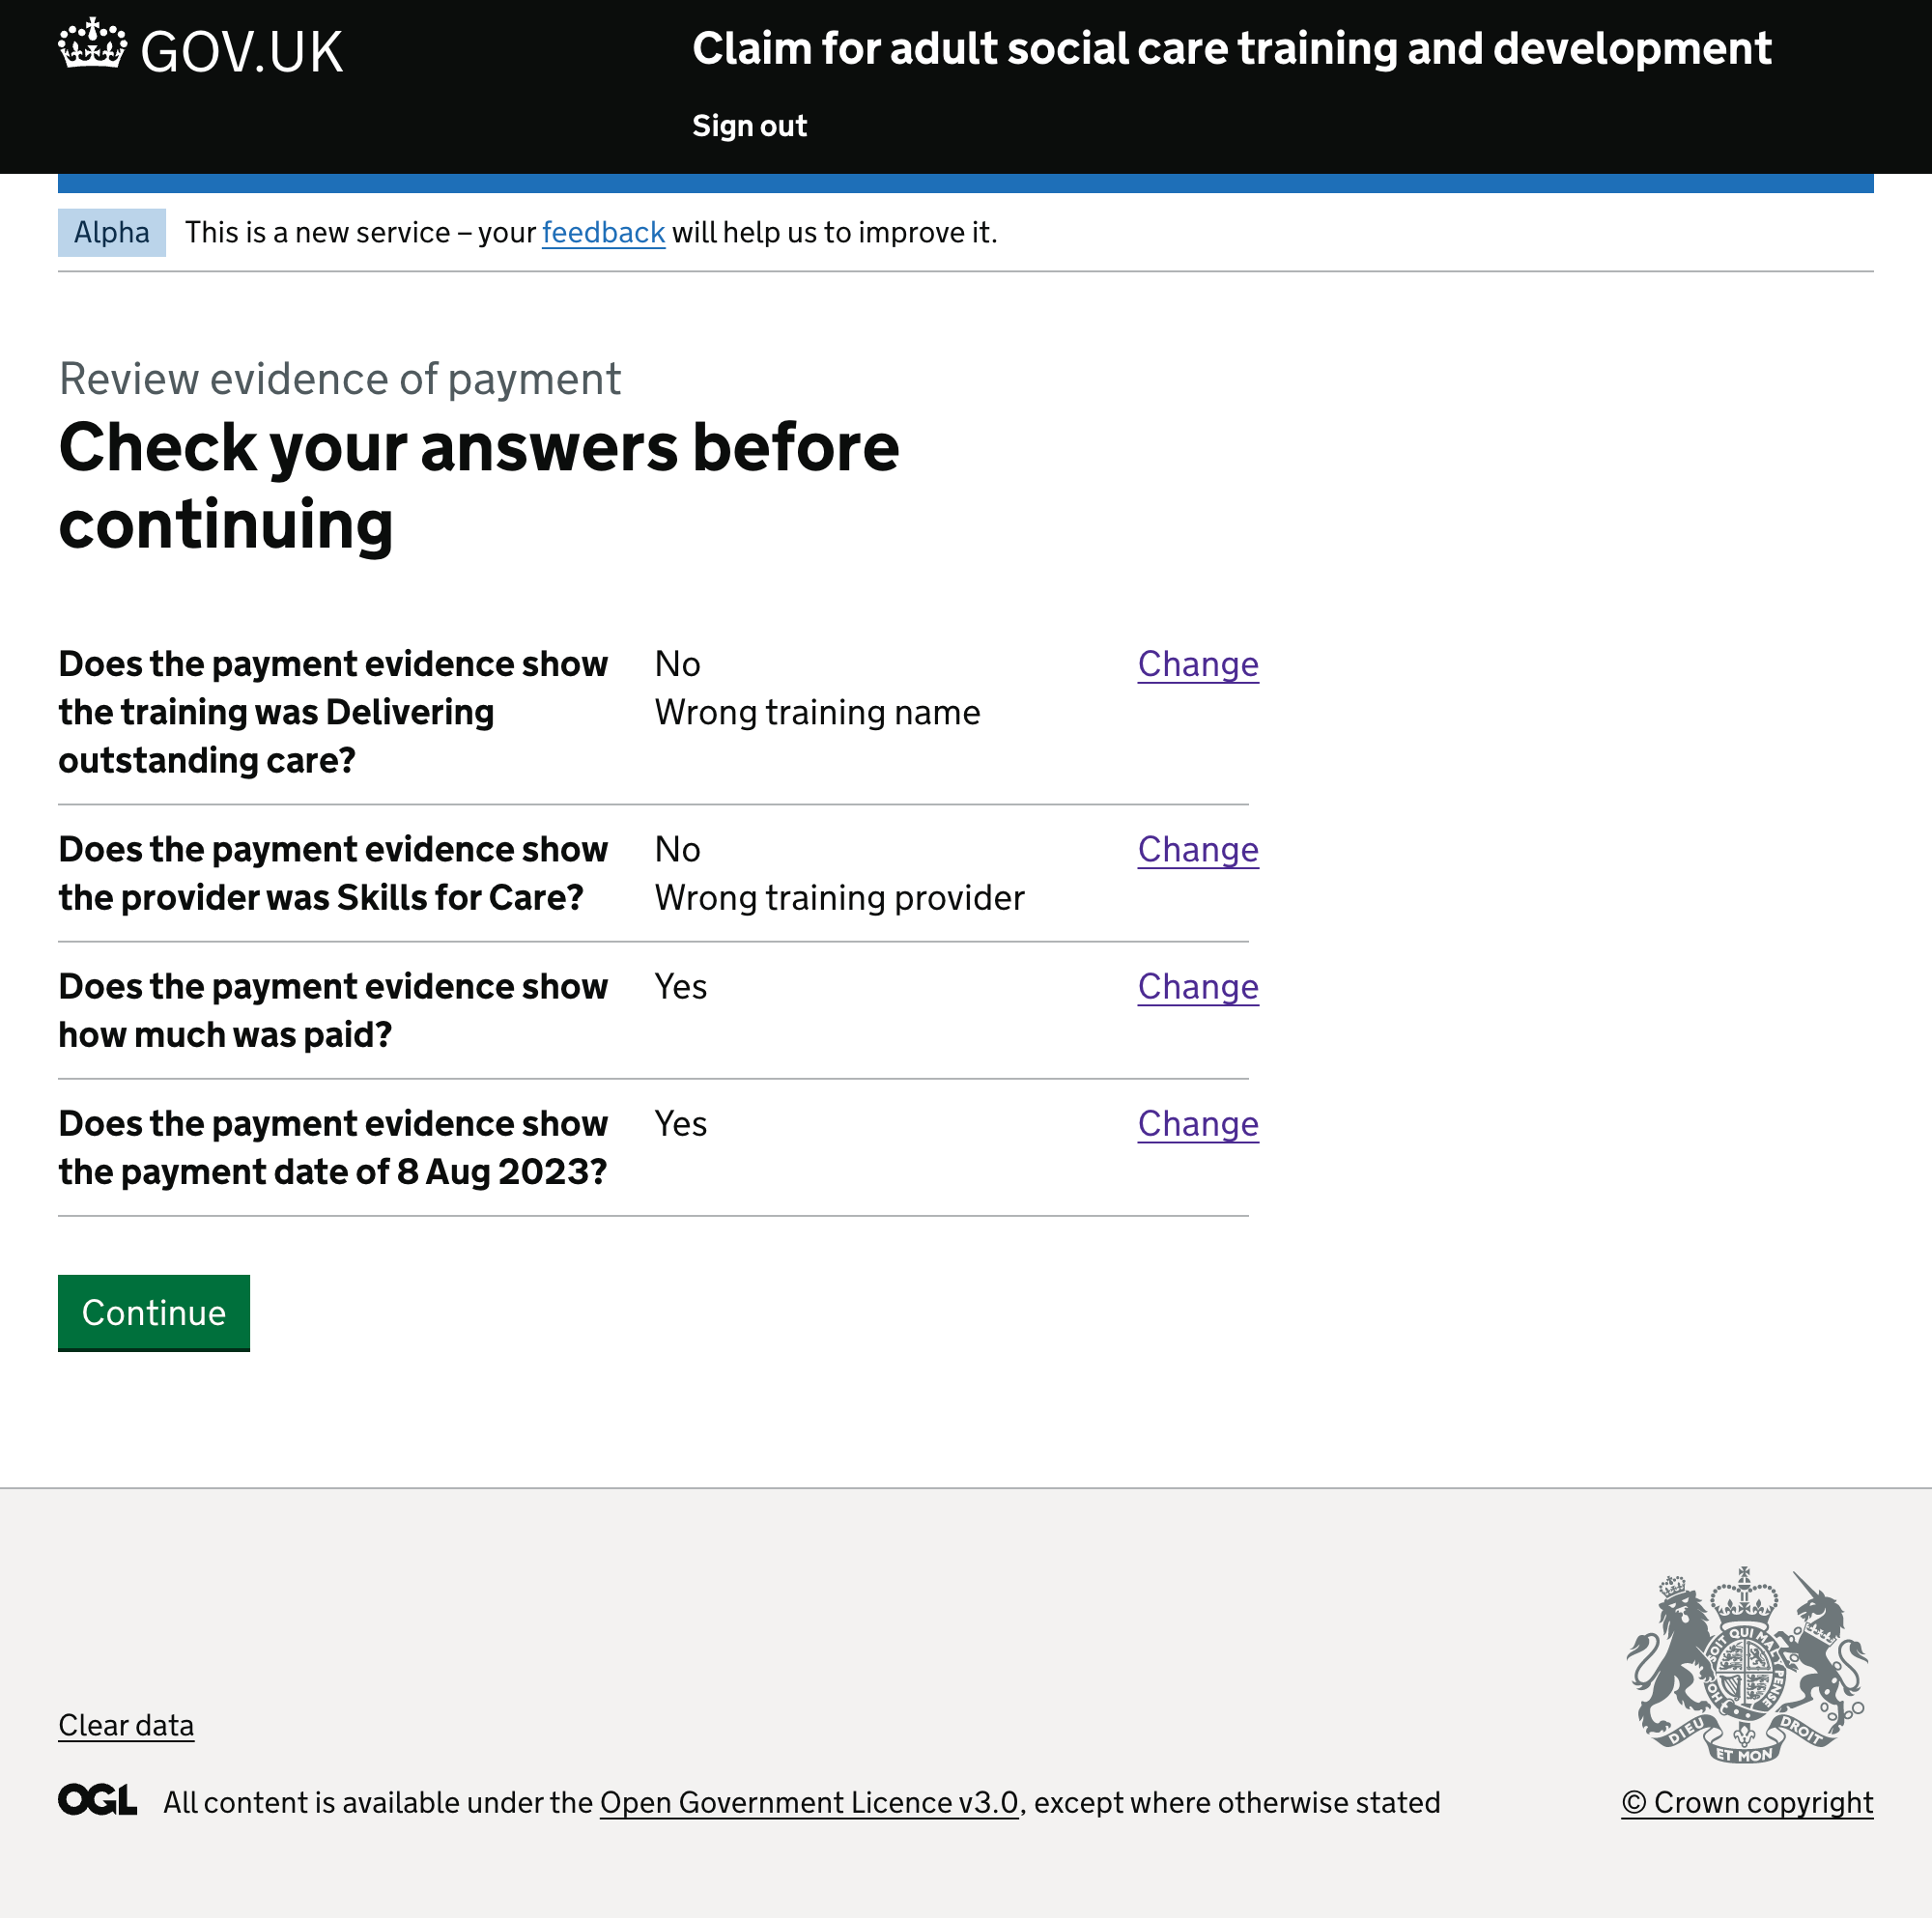 GOV.UK
Claim for adult social care training and development
Sign out
Alpha
This is a new service – your feedback will help us to improve it.
Review evidence of payment
Check your answers before
continuing
Does the payment evidence show
the training was Delivering
outstanding care?
No
Wrong training name
Change
Does the payment evidence show
the provider was Skills for Care?
No
Wrong training provider
Change
Does the payment evidence show
how much was paid?
Yes
Change
Does the payment evidence show
the payment date of 8 Aug 2023?
Yes
Change
Continue
Clear data
OGL All content is available under the Open Government Licence v3.0, except where otherwise stated
DIEU ET MON DROIT
© Crown copyright